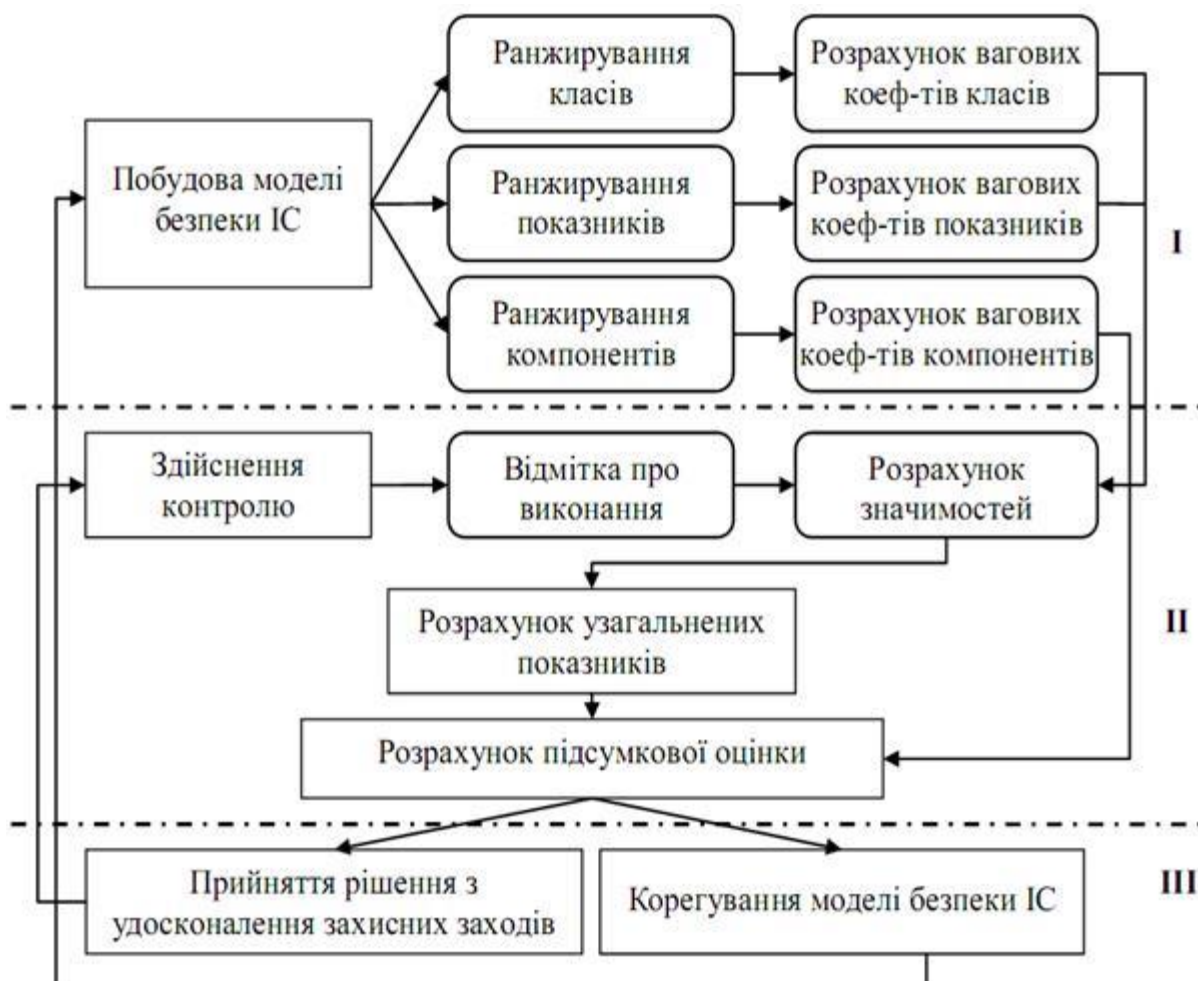 Ранжирування
класів
Розрахунок вагових
коеф-тів класів
Побудова моделі
безпеки ІС
Ранжирування
показників
Розрахунок вагових
коеф-тів показників
I
Ранжирування
компонентів
Розрахунок вагових
коеф-тів компонентів
Здійснення
контролю
Відмітка про
виконання
Розрахунок
значимостей
Розрахунок узагальнених
показників
II
Розрахунок підсумкової оцінки
Прийняття рішення з
удосконалення захисних заходів
Корегування моделі безпеки ІС
III